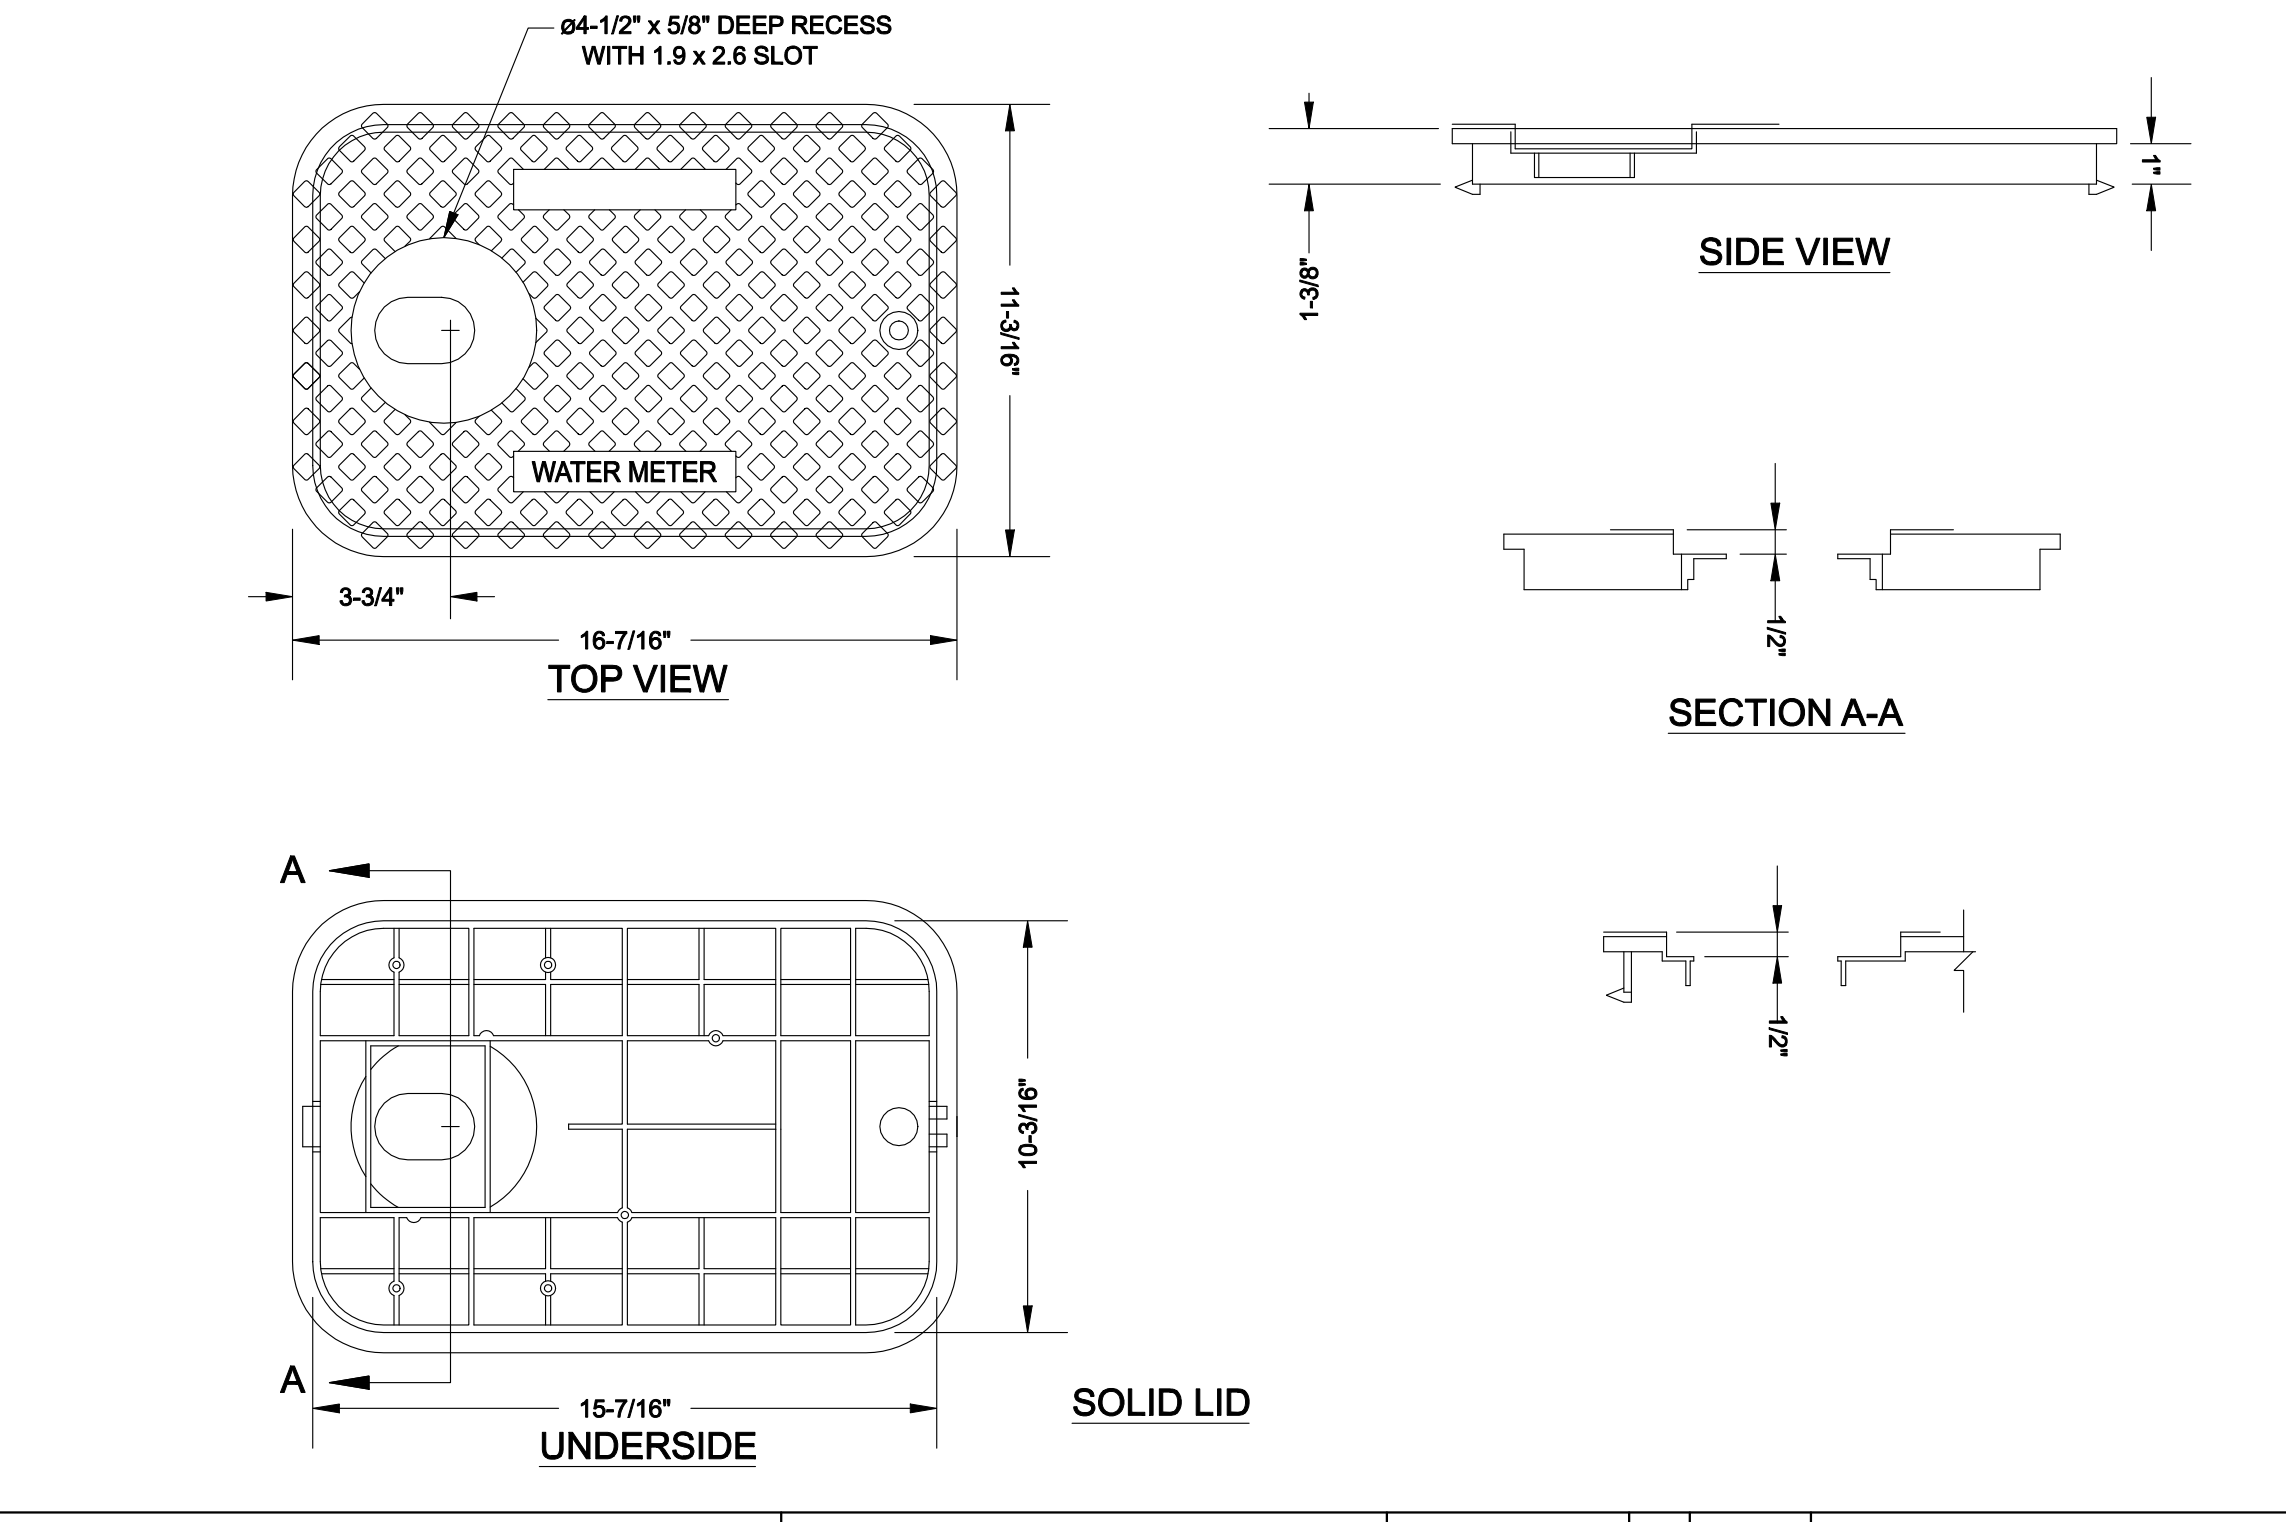 ø4-1/2" x 5/8" DEEP RECESS
WITH 1.9 x 2.6 SLOT
11-3/16"
WATER METER
3-3/4"
16-7/16"
TOP VIEW
1"
1-3/8"
SIDE VIEW
1/2"
SECTION A-A
A
10-3/16"
A
15-7/16"
UNDERSIDE
1/2"
SOLID LID